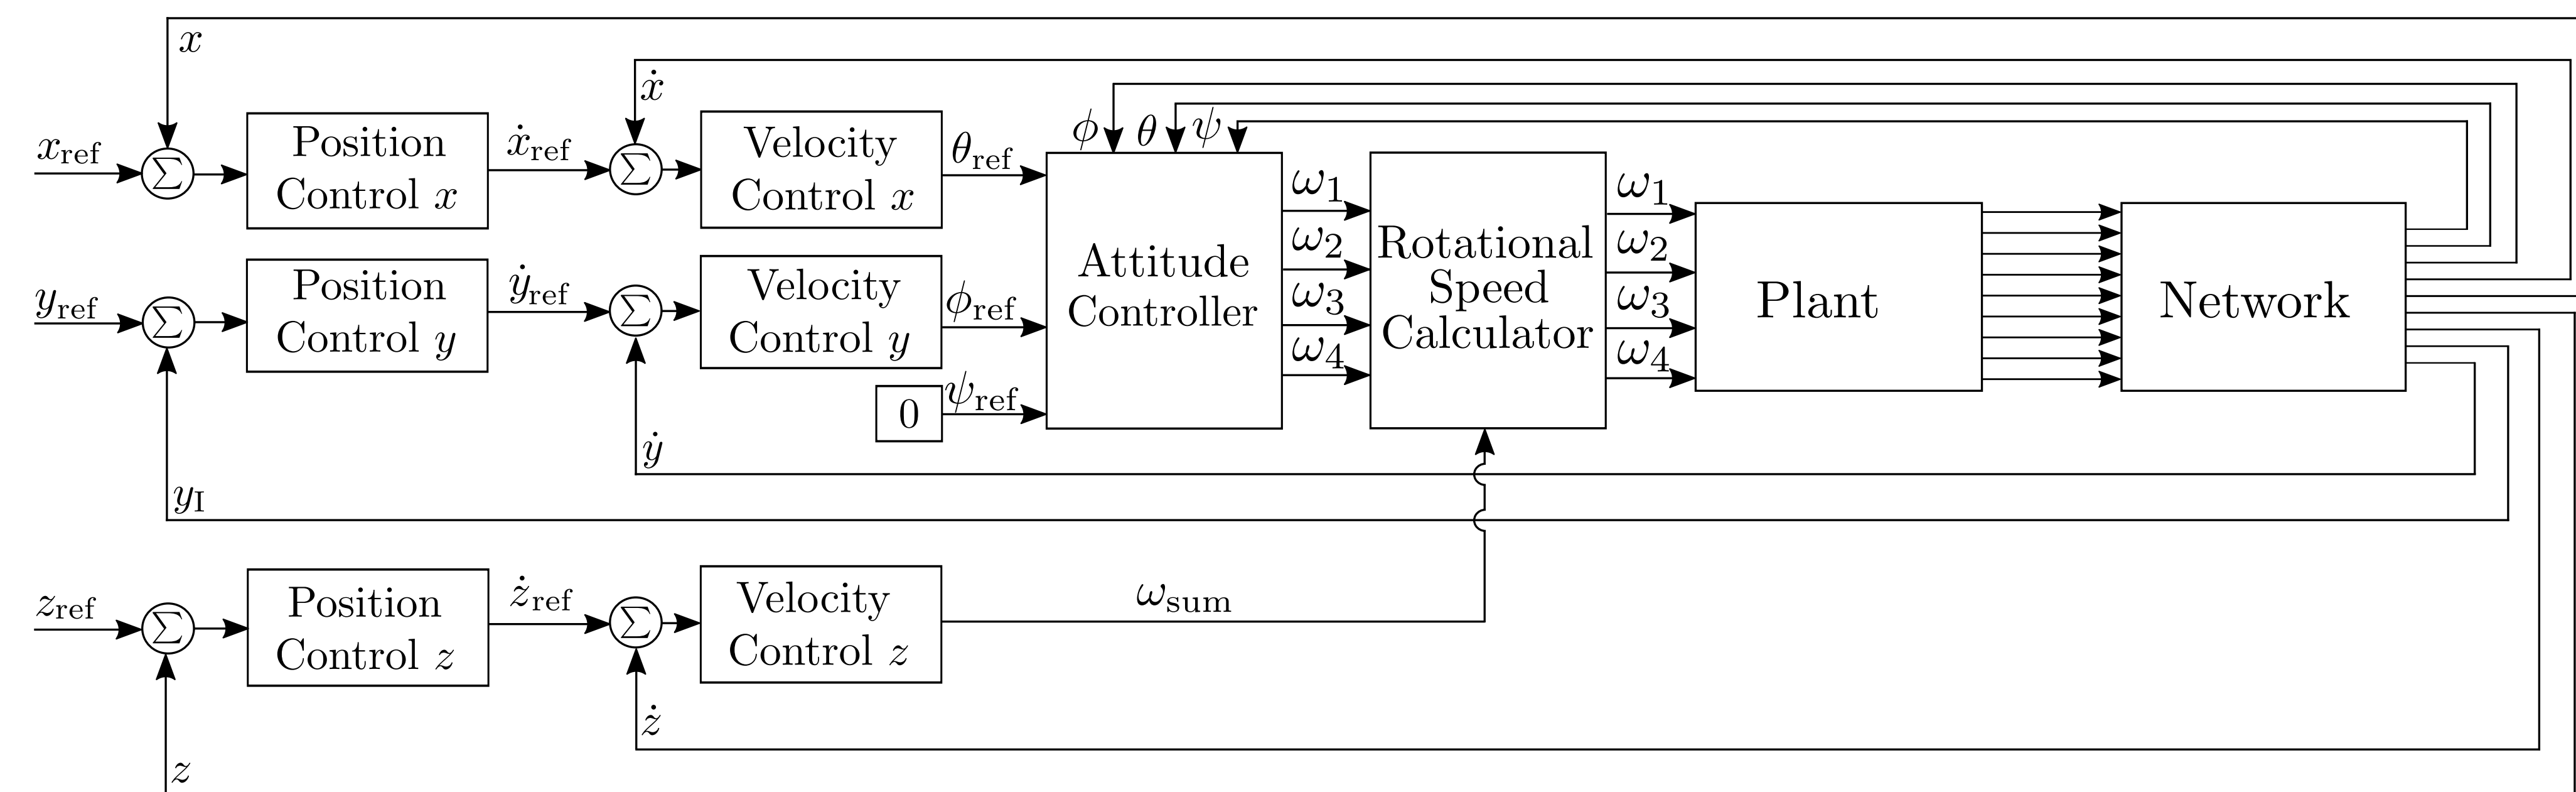 x
ẋ
ϕ θ ψ
x_ref
Σ
Position
Control x
ẋ_ref
Σ
Velocity
Control x
θ_ref
y_ref
Σ
Position
Control y
ẏ_ref
Σ
Velocity
Control y
ϕ_ref
0
ψ_ref
Attitude
Controller
ω1
ω2
ω3
ω4
Rotational
Speed
Calculator
ω1
ω2
ω3
ω4
Plant
Network
ẏ
y_I
z_ref
Σ
Position
Control z
ż_ref
Σ
Velocity
Control z
ω_sum
ż
z